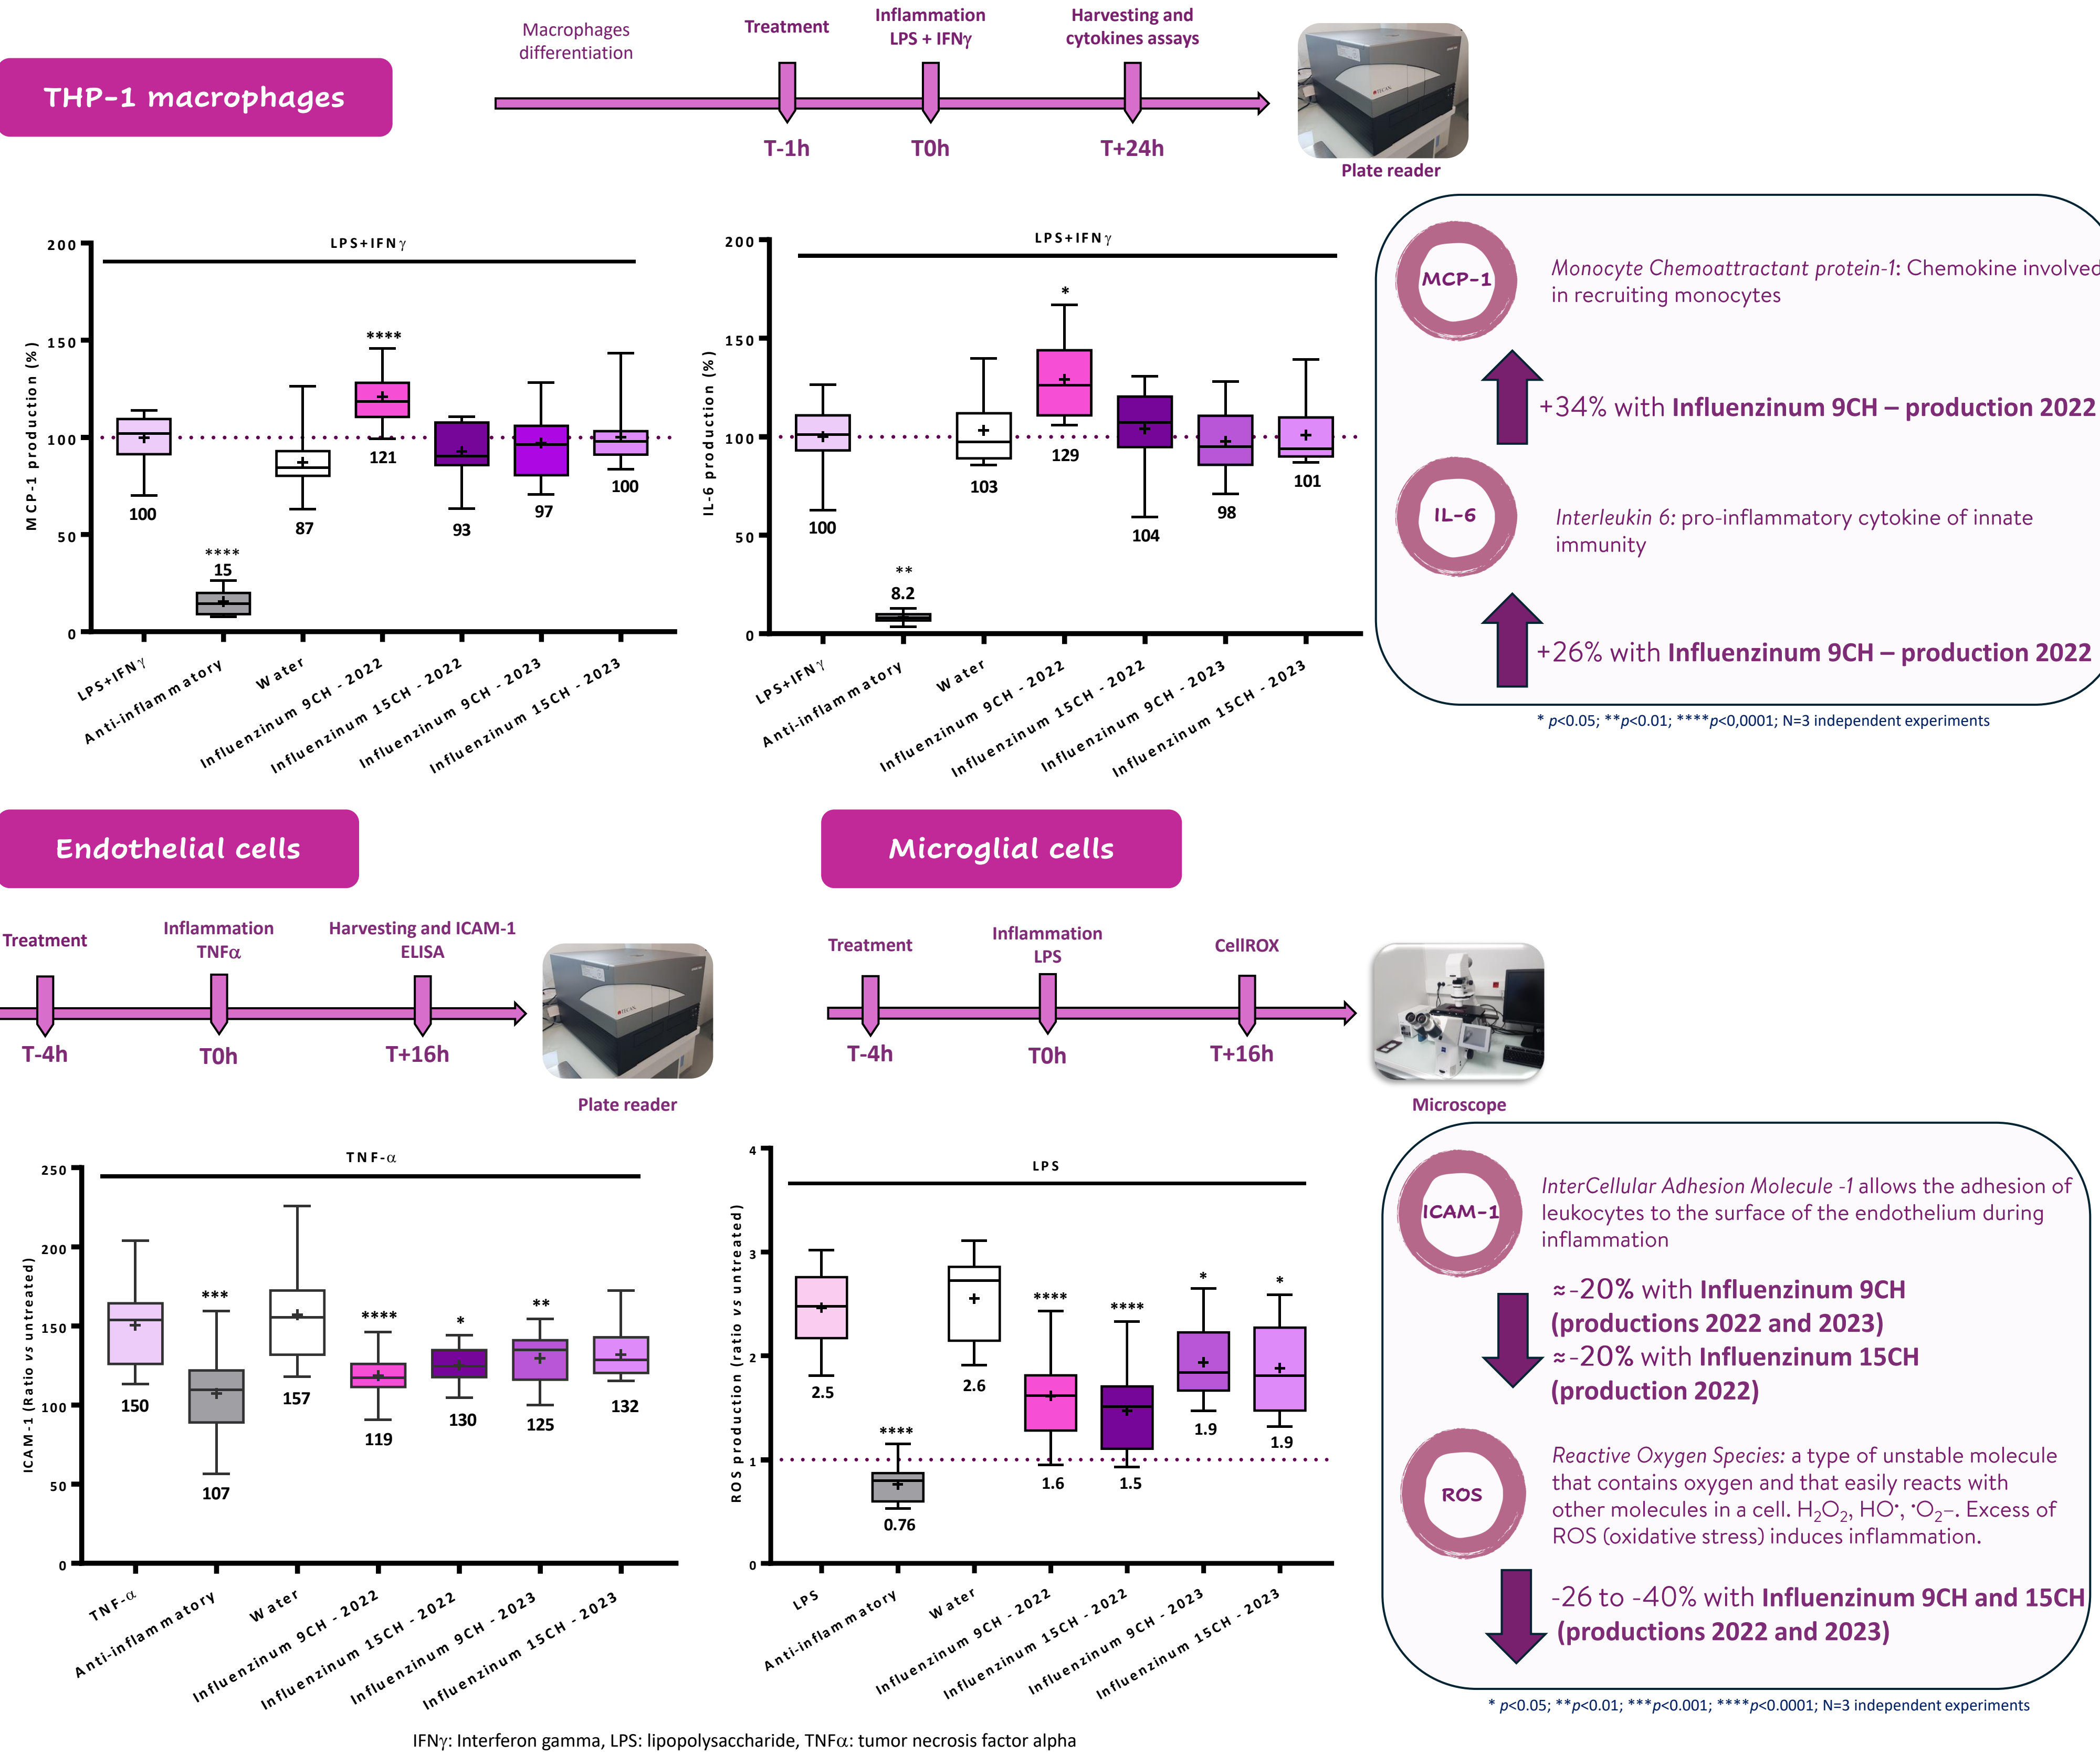 Macrophages
differentiation
Treatment
Inflammation
LPS + IFNγ
Harvesting and
cytokines assays
THP-1 macrophages
T-1h
T0h
T+24h
TECAN
Plate reader
MCP-1 production (%)
200
150
100
50
0
LPS+IFNγ
100
****
15
87
****
121
93
97
100
LPS+IFNγ
Anti-inflammatory
Water
Influenzinum 9CH - 2022
Influenzinum 15CH - 2022
Influenzinum 9CH - 2023
Influenzinum 15CH - 2023
IL-6 production (%)
200
150
100
50
0
LPS+IFNγ
100
**
8.2
103
*
129
104
98
101
LPS+IFNγ
Anti-inflammatory
Water
Influenzinum 9CH - 2022
Influenzinum 15CH - 2022
Influenzinum 9CH - 2023
Influenzinum 15CH - 2023
MCP-1
Monocyte Chemoattractant protein-1: Chemokine involved
in recruiting monocytes
+34% with Influenzinum 9CH – production 2022
IL-6
Interleukin 6: pro-inflammatory cytokine of innate
immunity
+26% with Influenzinum 9CH – production 2022
* p<0.05; **p<0.01; ****p<0,0001; N=3 independent experiments
Endothelial cells
Treatment
Inflammation
TNFα
Harvesting and ICAM-1
ELISA
T-4h
T0h
T+16h
TECAN
Plate reader
Microglial cells
Treatment
Inflammation
LPS
CellROX
T-4h
T0h
T+16h
Microscope
ICAM-1 (Ratio vs untreated)
250
200
150
100
50
0
TNF-α
150
***
107
157
****
119
*
130
**
125
132
TNF-α
Anti-inflammatory
Water
Influenzinum 9CH - 2022
Influenzinum 15CH - 2022
Influenzinum 9CH - 2023
Influenzinum 15CH - 2023
ROS production (ratio vs untreated)
4
3
2
1
0
LPS
2.5
****
0.76
2.6
****
1.6
****
1.5
*
1.9
*
1.9
LPS
Anti-inflammatory
Water
Influenzinum 9CH - 2022
Influenzinum 15CH - 2022
Influenzinum 9CH - 2023
Influenzinum 15CH - 2023
ICAM-1
InterCellular Adhesion Molecule -1 allows the adhesion of
leukocytes to the surface of the endothelium during
inflammation
≈-20% with Influenzinum 9CH
(productions 2022 and 2023)
≈-20% with Influenzinum 15CH
(production 2022)
ROS
Reactive Oxygen Species: a type of unstable molecule
that contains oxygen and that easily reacts with
other molecules in a cell. H₂O₂, HO•, •O₂–. Excess of
ROS (oxidative stress) induces inflammation.
-26 to -40% with Influenzinum 9CH and 15CH
(productions 2022 and 2023)
* p<0.05; **p<0.01; ***p<0.001; ****p<0.0001; N=3 independent experiments
IFNγ: Interferon gamma, LPS: lipopolysaccharide, TNFα: tumor necrosis factor alpha